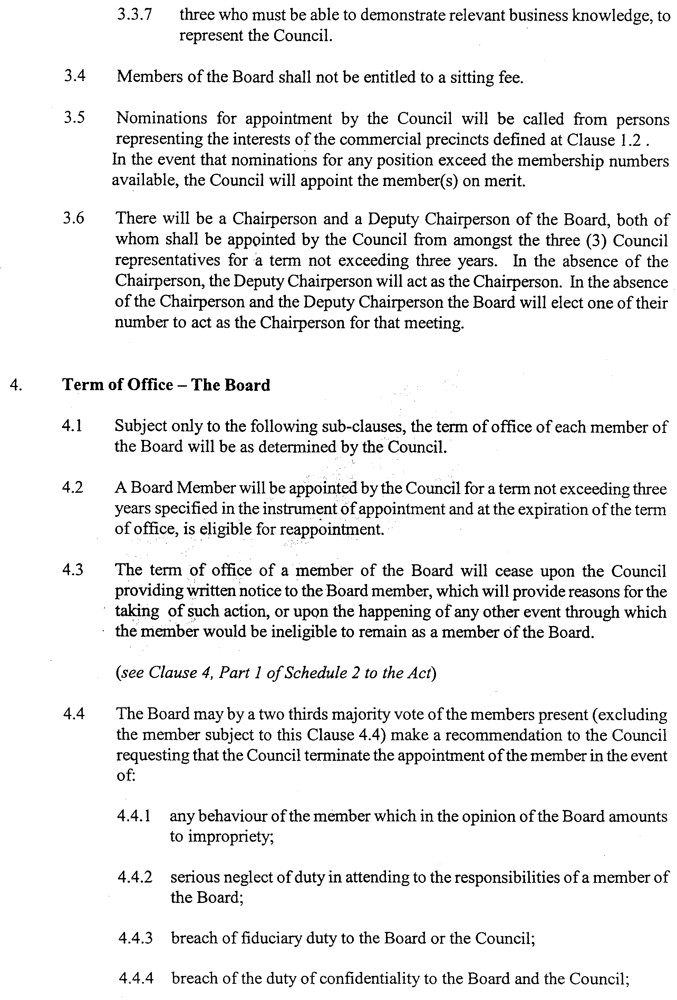 3.3.7 three who must be able to demonstrate relevant business knowledge, to
represent the Council.
3.4 Members of the Board shall not be entitled to a sitting fee.
3.5 Nominations for appointment by the Council will be called from persons
representing the interests of the commercial precincts defined at Clause 1.2 .
In the event that nominations for any position exceed the membership numbers
available, the Council will appoint the member(s) on merit.
3.6 There will be a Chairperson and a Deputy Chairperson of the Board, both of
whom shall be appointed by the Council from amongst the three (3) Council
representatives for a term not exceeding three years. In the absence of the
Chairperson, the Deputy Chairperson will act as the Chairperson. In the absence
of the Chairperson and the Deputy Chairperson the Board will elect one of their
number to act as the Chairperson for that meeting.
4. Term of Office – The Board
4.1 Subject only to the following sub-clauses, the term of office of each member of
the Board will be as determined by the Council.
4.2 A Board Member will be appointed by the Council for a term not exceeding three
years specified in the instrument of appointment and at the expiration of the term
of office, is eligible for reappointment.
4.3 The term of office of a member of the Board will cease upon the Council
providing written notice to the Board member, which will provide reasons for the
taking of such action, or upon the happening of any other event through which
the member would be ineligible to remain as a member of the Board.
(see Clause 4, Part 1 of Schedule 2 to the Act)
4.4 The Board may by a two thirds majority vote of the members present (excluding
the member subject to this Clause 4.4) make a recommendation to the Council
requesting that the Council terminate the appointment of the member in the event
of:
4.4.1 any behaviour of the member which in the opinion of the Board amounts
to impropriety;
4.4.2 serious neglect of duty in attending to the responsibilities of a member of
the Board;
4.4.3 breach of fiduciary duty to the Board or the Council;
4.4.4 breach of the duty of confidentiality to the Board and the Council;